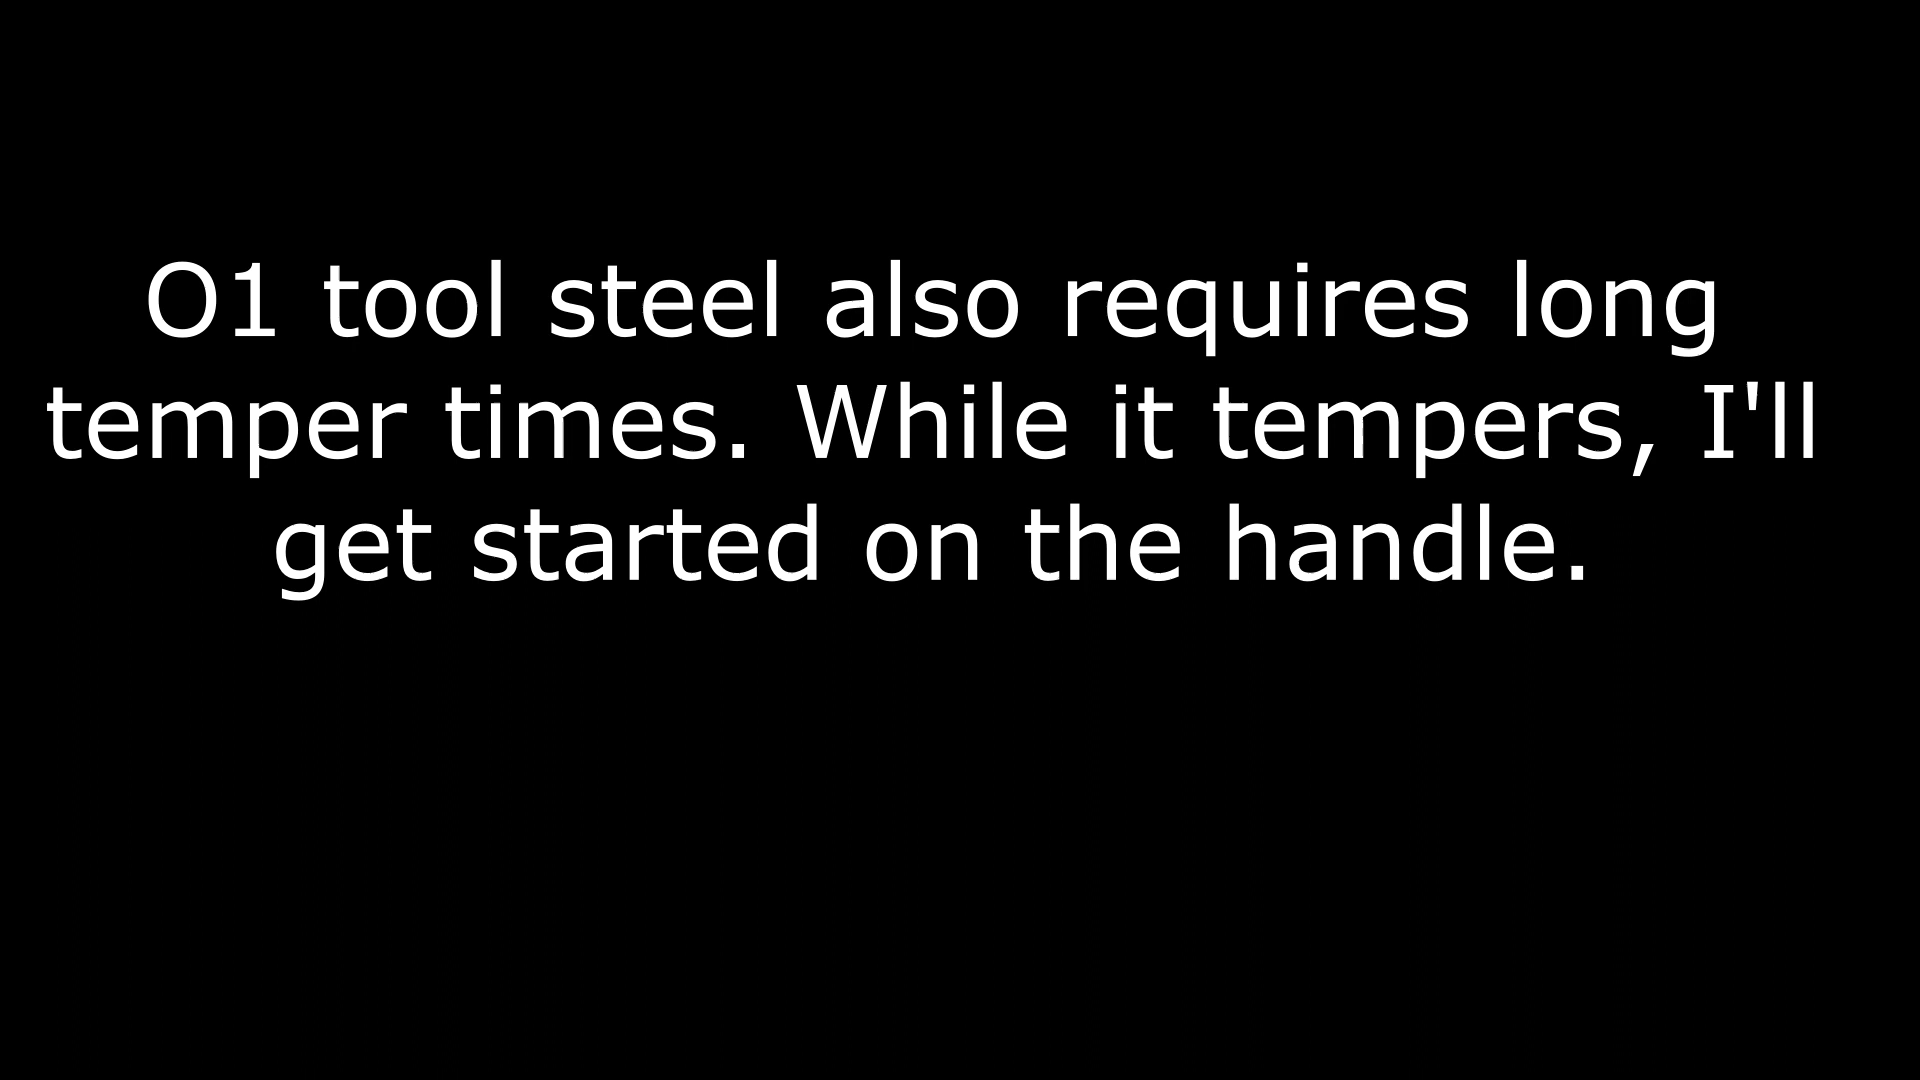 O1 tool steel also requires long
temper times. While it tempers, I'll
get started on the handle.